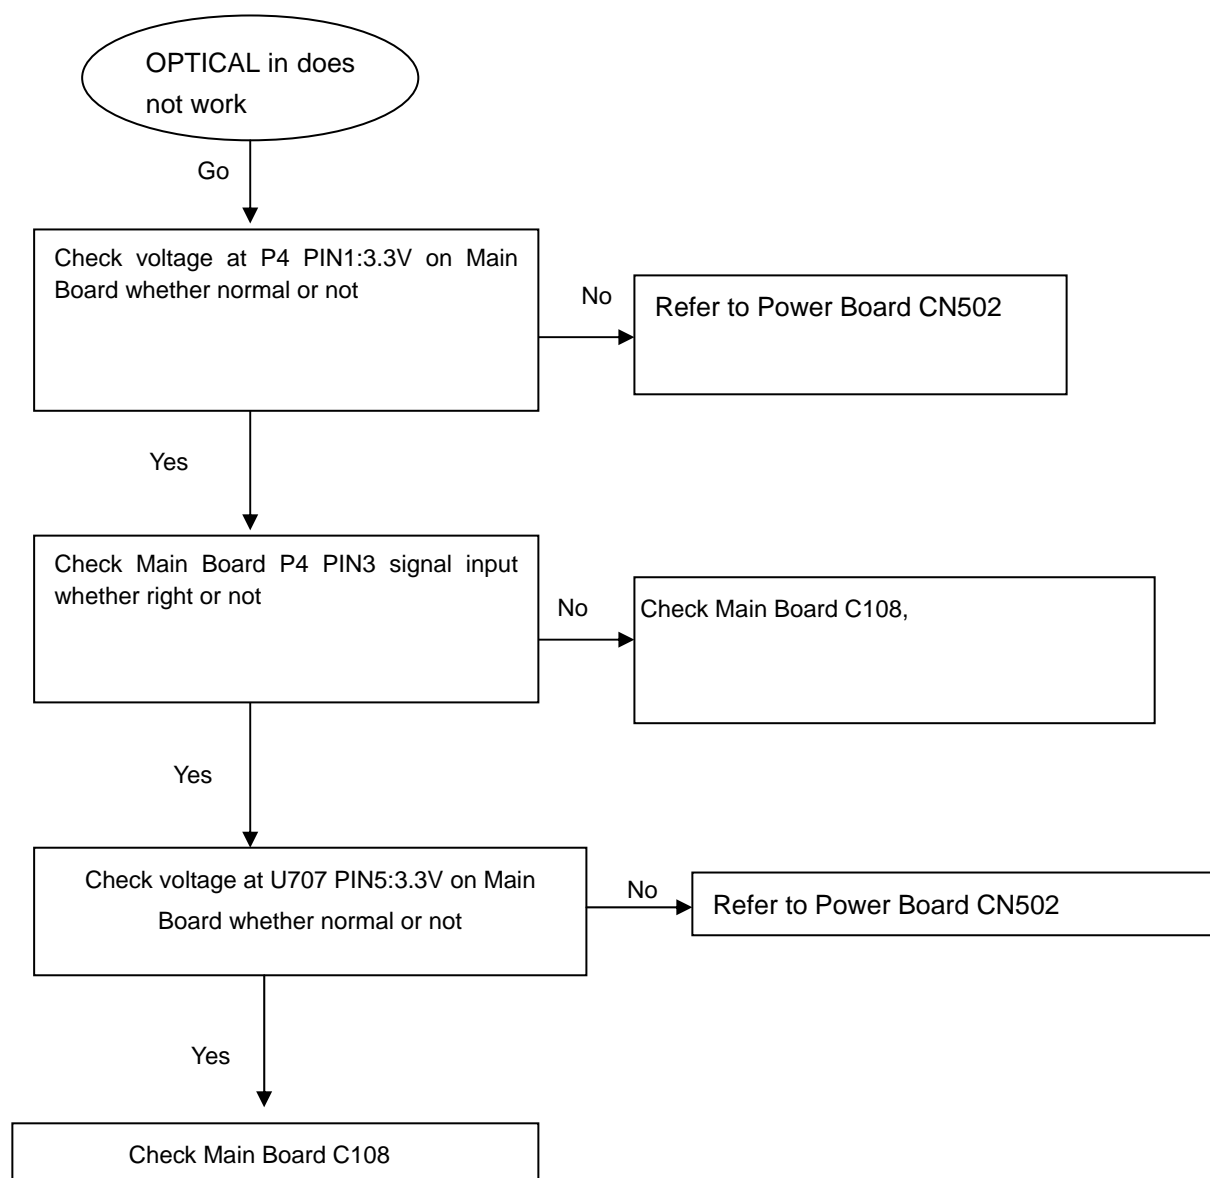 OPTICAL in does
not work
Go
Check voltage at P4 PIN1:3.3V on Main
Board whether normal or not
No
Refer to Power Board CN502
Yes
Check Main Board P4 PIN3 signal input
whether right or not
No
Check Main Board C108,
Yes
Check voltage at U707 PIN5:3.3V on Main
Board whether normal or not
No
Refer to Power Board CN502
Yes
Check Main Board C108